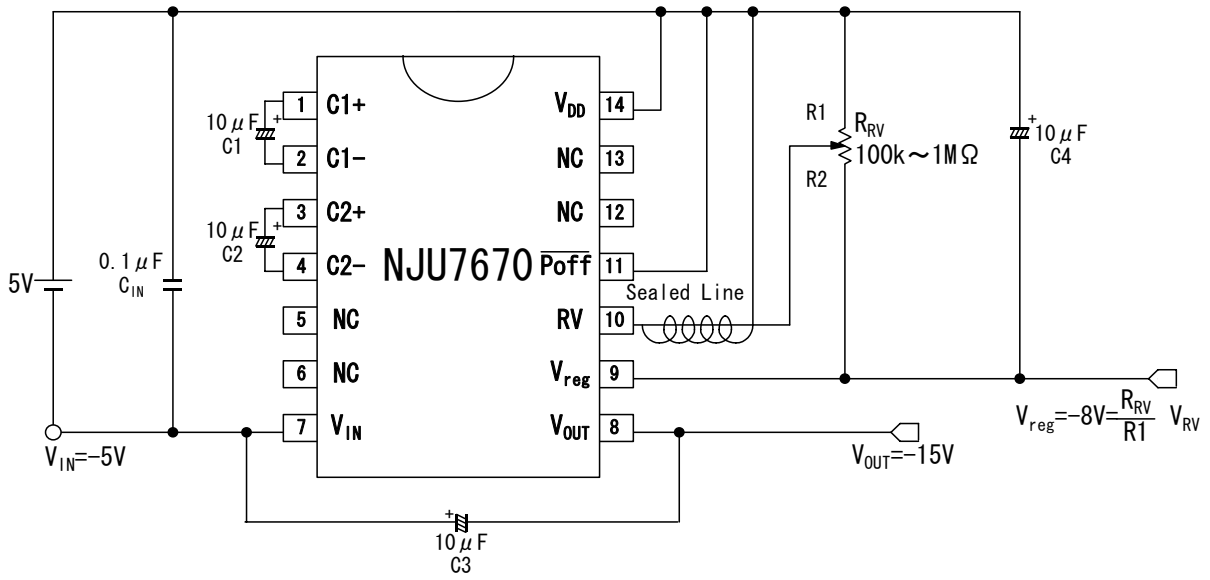 1 C1+
10μF +
C1
2 C1-
3 C2+
10μF +
C2
4 C2-
5 NC
6 NC
7 V_IN
NJU7670
V_DD 14
NC 13
NC 12
P̅o̅f̅f̅ 11
RV 10
V_reg 9
V_OUT 8
5V
0.1μF
C_IN
V_IN=-5V
Sealed Line
R1
R_RV
100k～1MΩ
R2
+
10μF
C4
V_reg=-8V=R_RV/R1 V_RV
V_OUT=-15V
+
10μF
C3